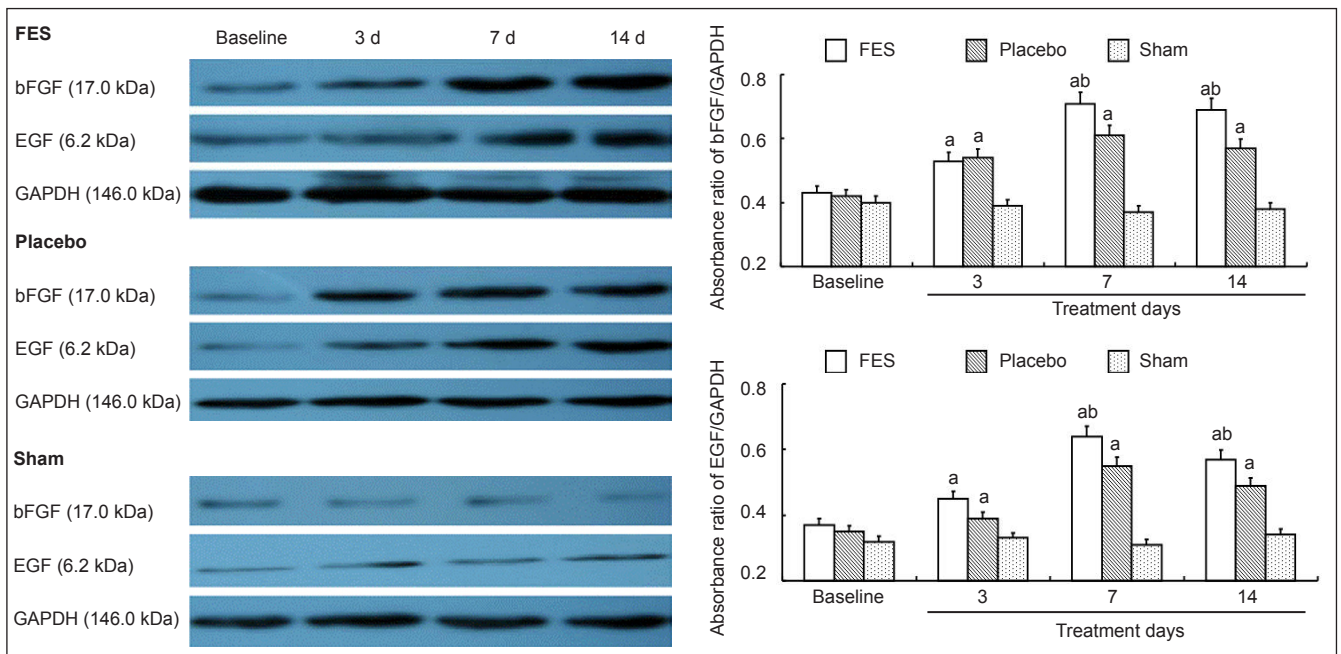 FES
Baseline 3 d 7 d 14 d
bFGF (17.0 kDa)
EGF (6.2 kDa)
GAPDH (146.0 kDa)
Placebo
bFGF (17.0 kDa)
EGF (6.2 kDa)
GAPDH (146.0 kDa)
Sham
bFGF (17.0 kDa)
EGF (6.2 kDa)
GAPDH (146.0 kDa)
FES Placebo Sham
Absorbance ratio of bFGF/GAPDH
0.8
0.6
0.4
0.2
a a ab a ab a
Baseline 3 7 14
Treatment days
FES Placebo Sham
Absorbance ratio of EGF/GAPDH
0.8
0.6
0.4
0.2
a a ab a ab a
Baseline 3 7 14
Treatment days